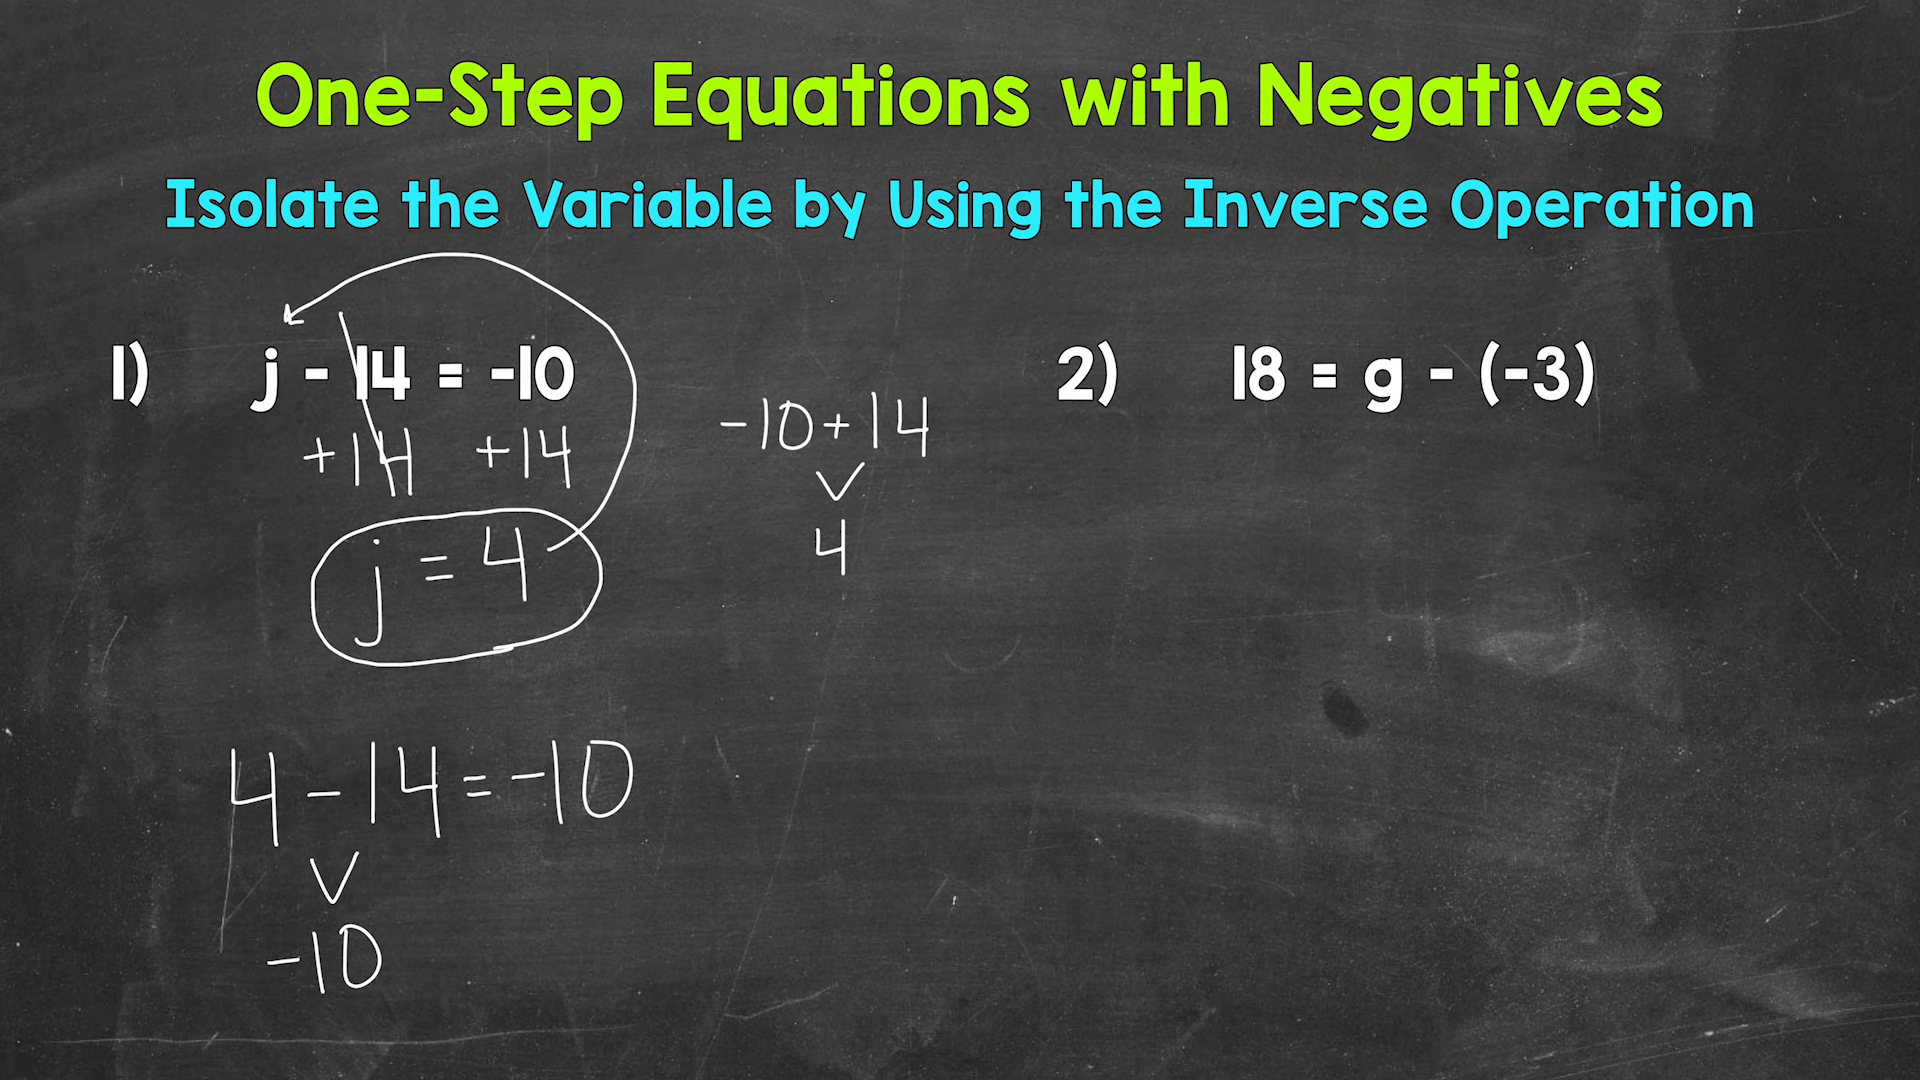 One-Step Equations with Negatives
Isolate the Variable by Using the Inverse Operation
1) j - 14 = -10
+14 +14
j = 4
-10+14
4
4 - 14 = -10
-10
2) 18 = g - (-3)